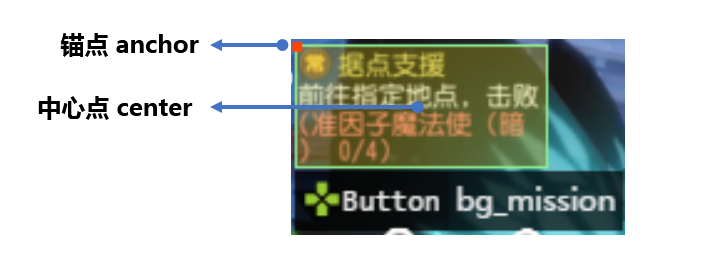 锚点 anchor
常 据点支援
中心点 center
前往指定地点，击败
(准因子魔法使（暗
） 0/4)
Button bg_mission